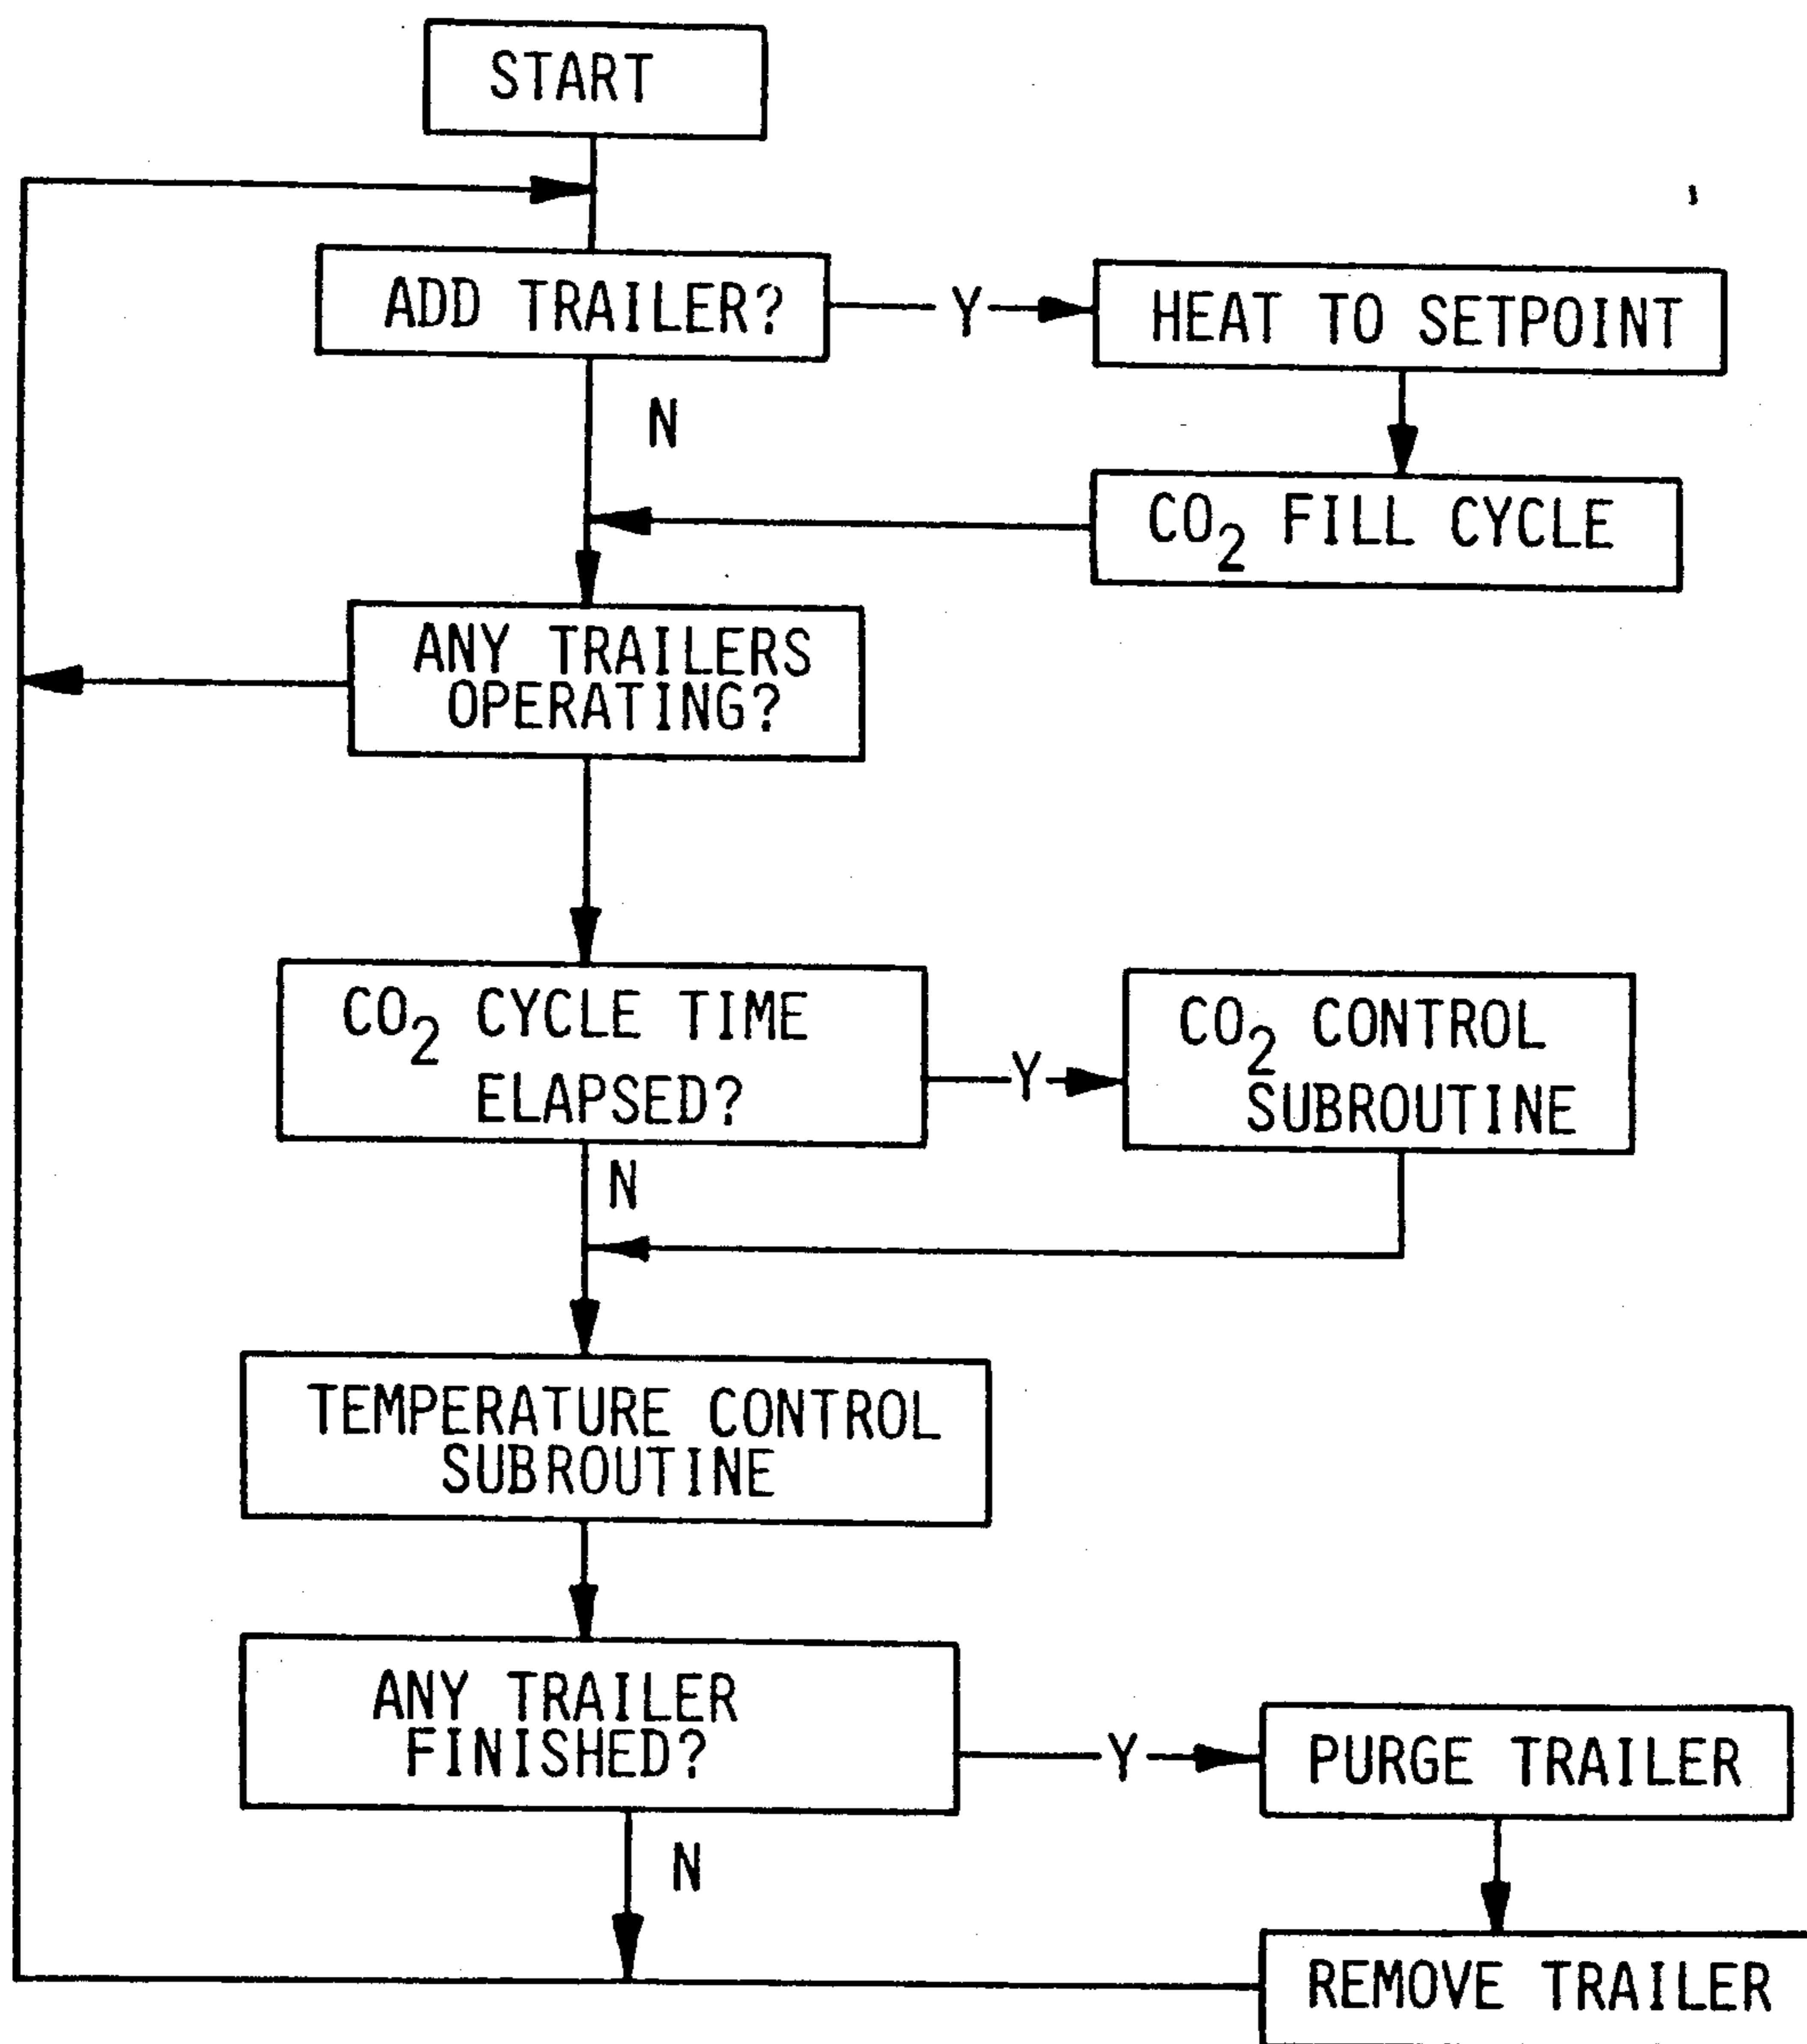 START
ADD TRAILER?
Y
HEAT TO SETPOINT
N
CO2 FILL CYCLE
ANY TRAILERS
OPERATING?
CO2 CYCLE TIME
ELAPSED?
Y
CO2 CONTROL
SUBROUTINE
N
TEMPERATURE CONTROL
SUBROUTINE
ANY TRAILER
FINISHED?
Y
PURGE TRAILER
N
REMOVE TRAILER